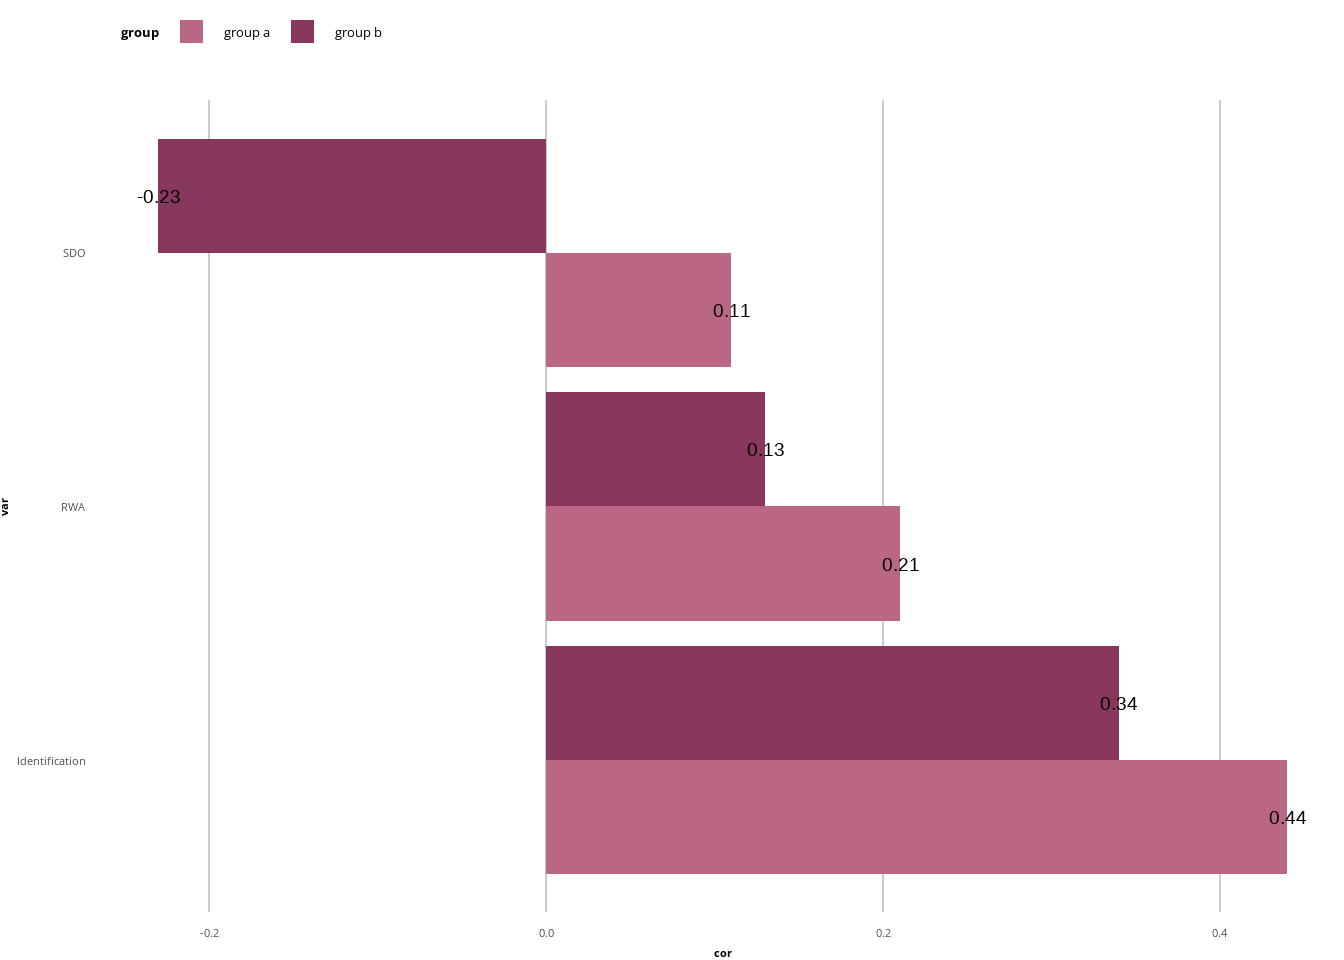 group group a group b
-0.23
SDO
0.11
0.13
var
RWA
0.21
0.34
Identification
0.44
-0.2 0.0 0.2 0.4
cor